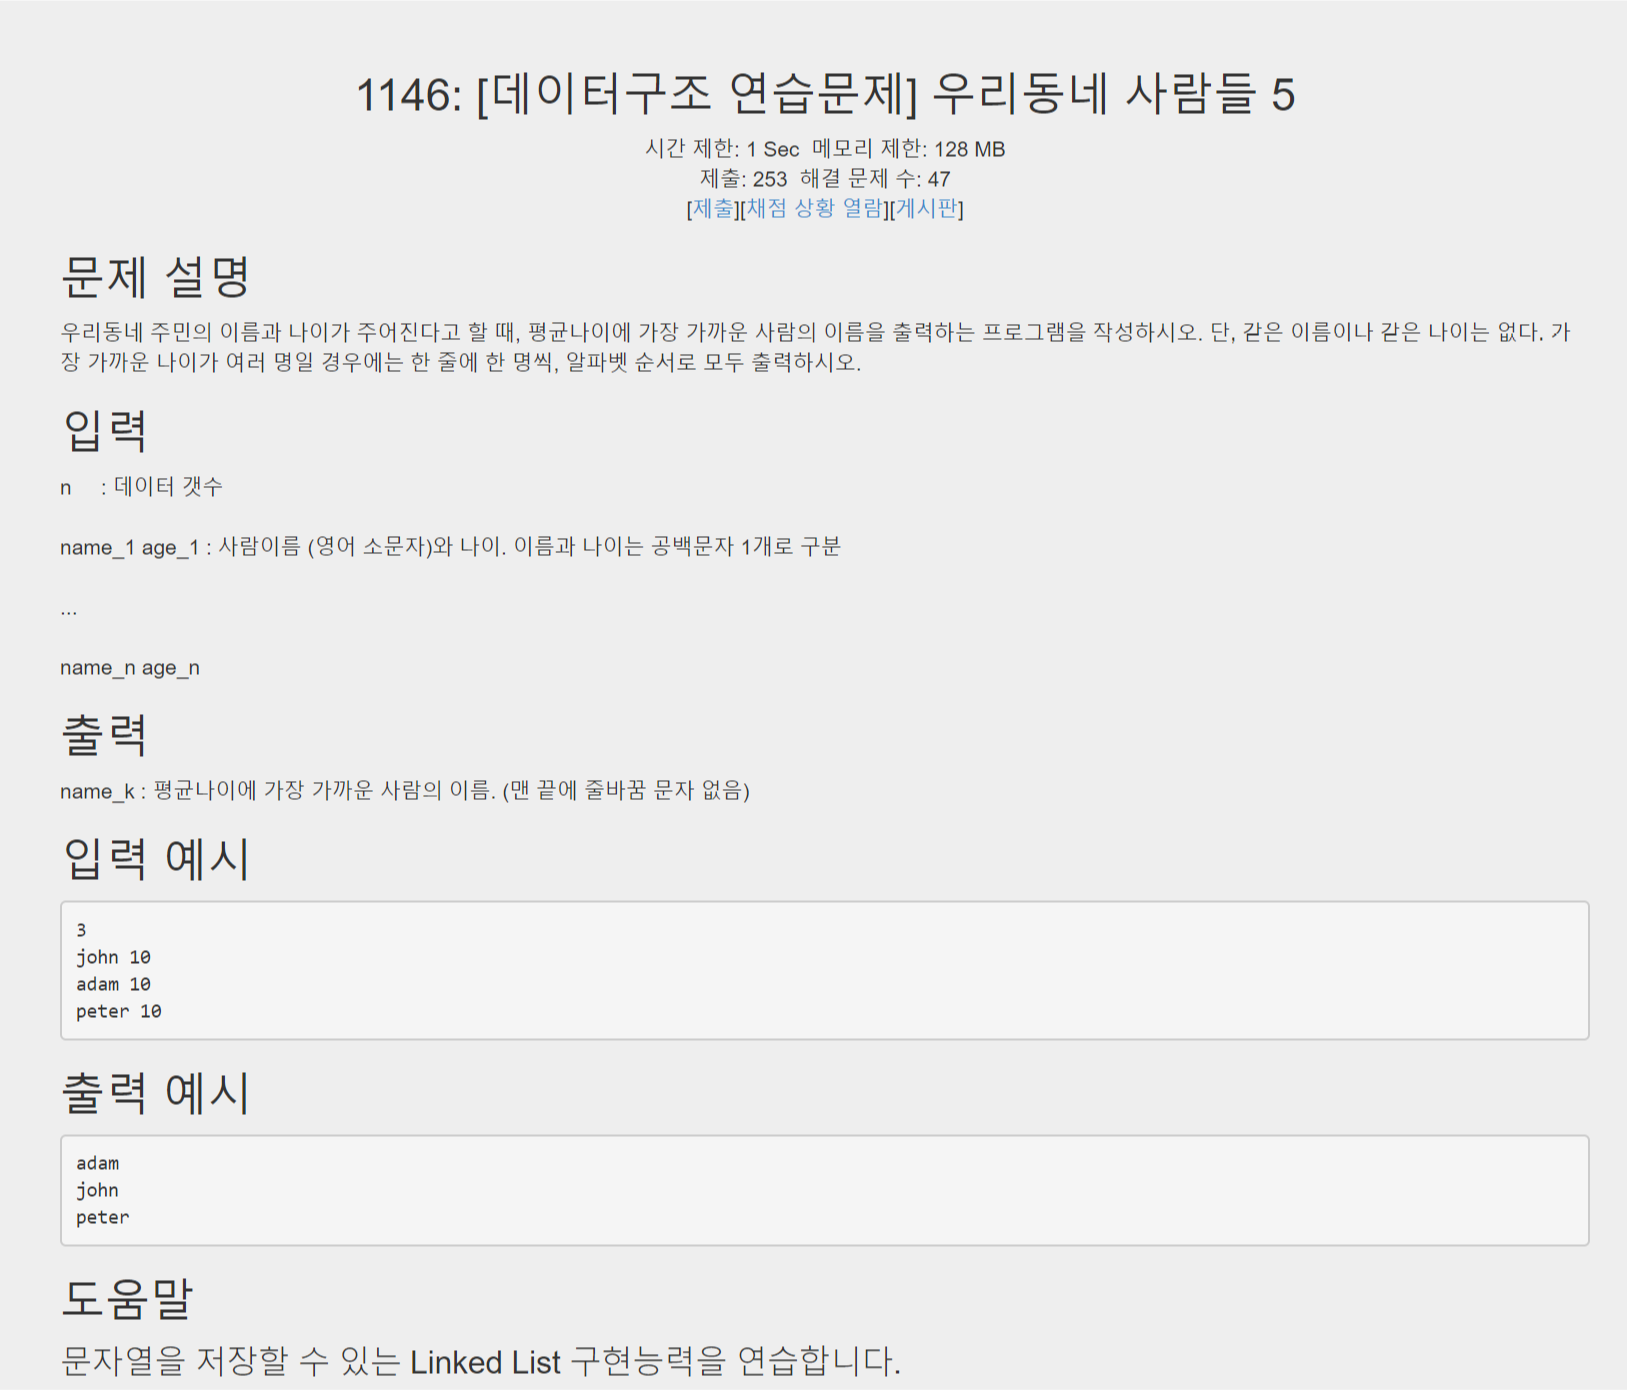 1146: [데이터구조 연습문제] 우리동네 사람들 5
시간 제한: 1 Sec 메모리 제한: 128 MB
제출: 253 해결 문제 수: 47
[제출][채점 상황 열람][게시판]
문제 설명
우리동네 주민의 이름과 나이가 주어진다고 할 때, 평균나이에 가장 가까운 사람의 이름을 출력하는 프로그램을 작성하시오. 단, 같은 이름이나 같은 나이는 없다. 가
장 가까운 나이가 여러 명일 경우에는 한 줄에 한 명씩, 알파벳 순서로 모두 출력하시오.
입력
n : 데이터 갯수
name_1 age_1 : 사람이름 (영어 소문자)와 나이. 이름과 나이는 공백문자 1개로 구분
...
name_n age_n
출력
name_k : 평균나이에 가장 가까운 사람의 이름. (맨 끝에 줄바꿈 문자 없음)
입력 예시
3
john 10
adam 10
peter 10
출력 예시
adam
john
peter
도움말
문자열을 저장할 수 있는 Linked List 구현능력을 연습합니다.